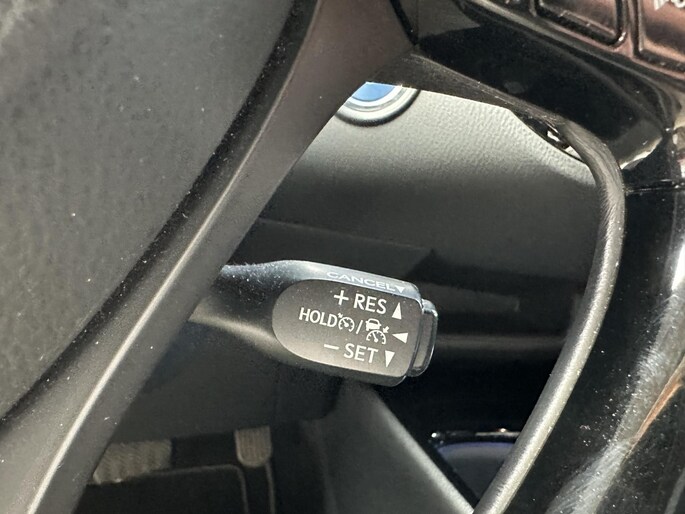 CANCEL▼
+ RES ▲
HOLD / ◀
− SET ▼